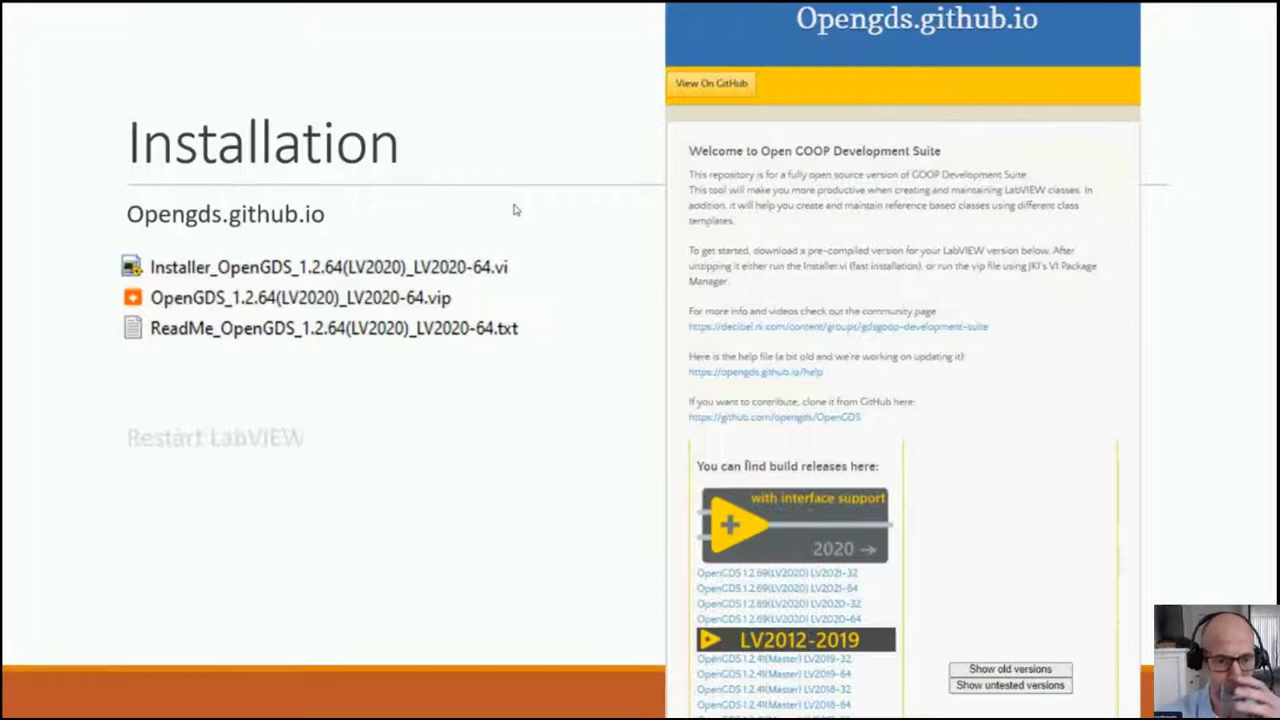 Installation
Opengds.github.io
Installer_OpenGDS_1.2.64(LV2020)_LV2020-64.vi
OpenGDS_1.2.64(LV2020)_LV2020-64.vip
ReadMe_OpenGDS_1.2.64(LV2020)_LV2020-64.txt
Restart LabVIEW
Opengds.github.io
View On GitHub
Welcome to Open GOOP Development Suite
This repository is for a fully open source version of GOOP Development Suite
This tool will make you more productive when creating and maintaining LabVIEW classes. In
addition, it will help you create and maintain reference based classes using different class
templates.
To get started, download a pre-compiled version for your LabVIEW version below. After
unzipping it either run the Installer.vi (fast installation), or run the vip file using JKI's VI Package
Manager.
For more info and videos check out the community page
https://decibel.ni.com/content/groups/gdsgoop-development-suite
Here is the help file (a bit old and we're working on updating it):
https://opengds.github.io/help
If you want to contribute, clone it from GitHub here:
https://github.com/opengds/OpenGDS
You can find build releases here:
with interface support
2020 →
OpenGDS 1.2.69(LV2020) LV2021-32
OpenGDS 1.2.69(LV2020) LV2021-64
OpenGDS 1.2.69(LV2020) LV2020-32
OpenGDS 1.2.69(LV2020) LV2020-64
LV2012-2019
OpenGDS 1.2.41(Master) LV2019-32
OpenGDS 1.2.41(Master) LV2019-64
OpenGDS 1.2.41(Master) LV2018-32
OpenGDS 1.2.41(Master) LV2018-64
Show old versions
Show untested versions